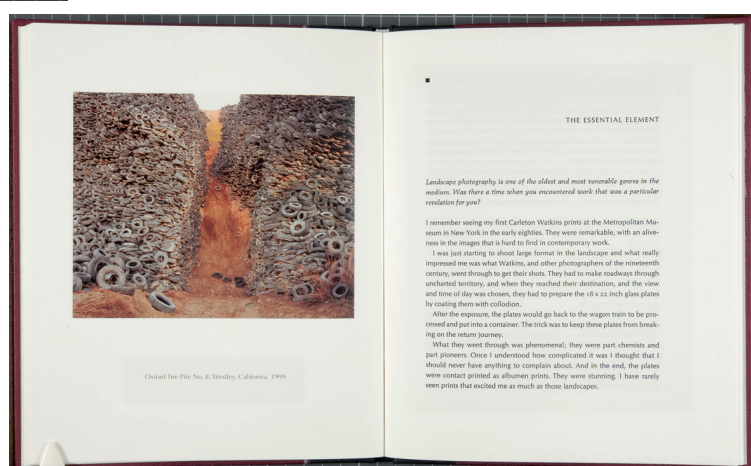 Oxford Tire Pile No. 8, Westley, California, 1999
THE ESSENTIAL ELEMENT
Landscape photography is one of the oldest and most venerable genres in the
medium. Was there a time when you encountered work that was a particular
revelation for you?
I remember seeing my first Carleton Watkins prints at the Metropolitan Mu-
seum in New York in the early eighties. They were remarkable, with an alive-
ness in the images that is hard to find in contemporary work.
I was just starting to shoot large format in the landscape and what really
impressed me was what Watkins, and other photographers of the nineteenth
century, went through to get their shots. They had to make roadways through
uncharted territory, and when they reached their destination, and the view
and time of day was chosen, they had to prepare the 18 x 22 inch glass plates
by coating them with collodion.
After the exposure, the plates would go back to the wagon train to be pro-
cessed and put into a container. The trick was to keep these plates from break-
ing on the return journey.
What they went through was phenomenal; they were part chemists and
part pioneers. Once I understood how complicated it was I thought that I
should never have anything to complain about. And in the end, the plates
were contact printed as albumen prints. They were stunning. I have rarely
seen prints that excited me as much as those landscapes.